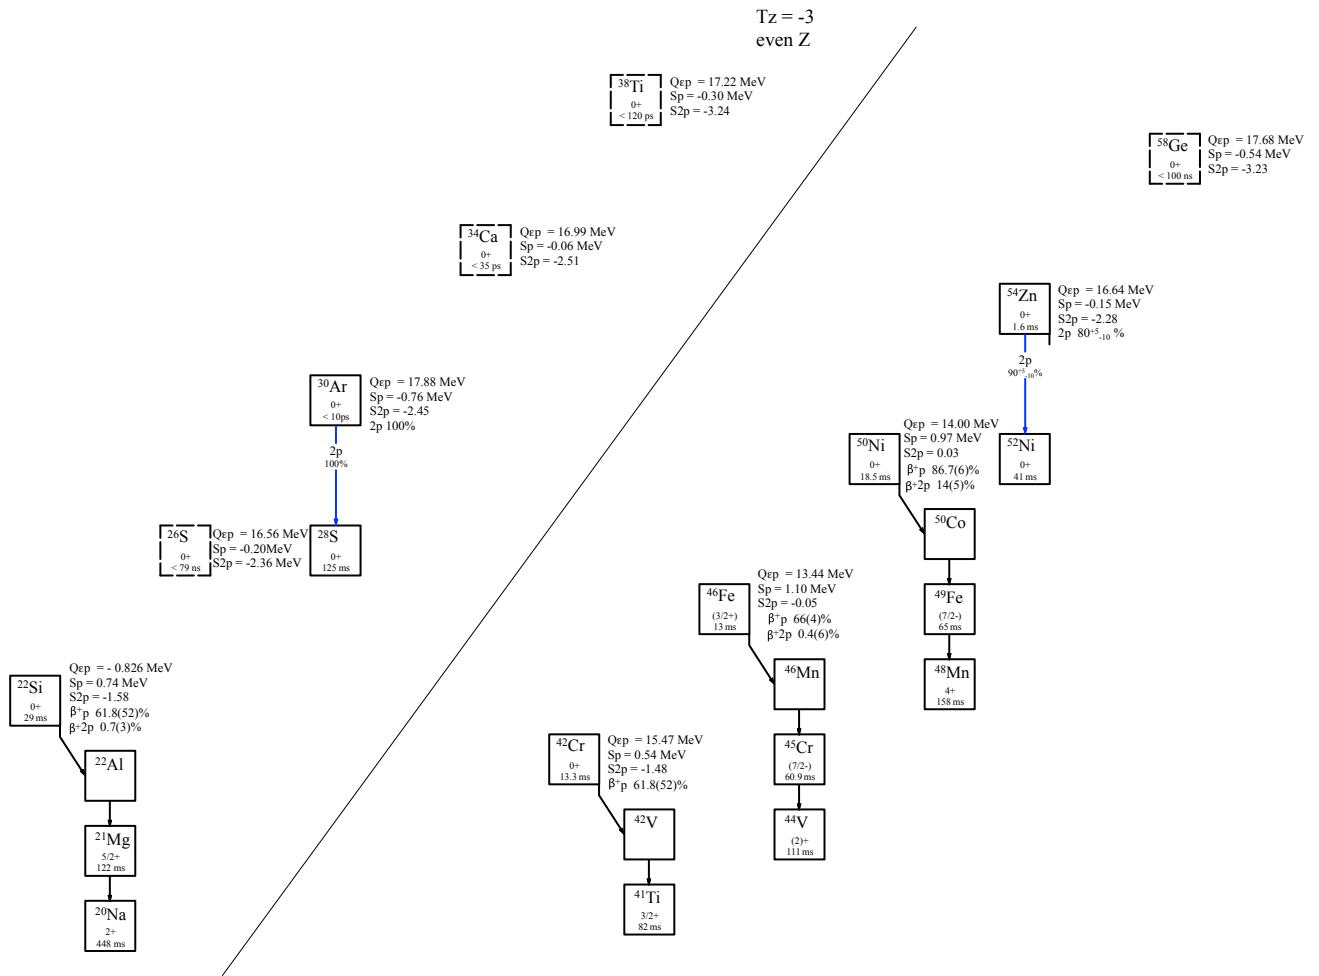 Tz = -3
even Z
38Ti
0+
< 120 ps
Qεp = 17.22 MeV
Sp = -0.30 MeV
S2p = -3.24
58Ge
0+
< 100 ns
Qεp = 17.68 MeV
Sp = -0.54 MeV
S2p = -3.23
34Ca
0+
< 35 ps
Qεp = 16.99 MeV
Sp = -0.06 MeV
S2p = -2.51
54Zn
0+
1.6 ms
Qεp = 16.64 MeV
Sp = -0.15 MeV
S2p = -2.28
2p 80+5-10 %
2p
90+5-10%
30Ar
0+
< 10ps
Qεp = 17.88 MeV
Sp = -0.76 MeV
S2p = -2.45
2p 100%
2p
100%
50Ni
0+
18.5 ms
Qεp = 14.00 MeV
Sp = 0.97 MeV
S2p = 0.03
β+p 86.7(6)%
β+2p 14(5)%
52Ni
0+
41 ms
26S
0+
< 79 ns
Qεp = 16.56 MeV
Sp = -0.20MeV
S2p = -2.36 MeV
28S
0+
125 ms
50Co
46Fe
(3/2+)
13 ms
Qεp = 13.44 MeV
Sp = 1.10 MeV
S2p = -0.05
β+p 66(4)%
β+2p 0.4(6)%
49Fe
(7/2-)
65 ms
22Si
0+
29 ms
Qεp = - 0.826 MeV
Sp = 0.74 MeV
S2p = -1.58
β+p 61.8(52)%
β+2p 0.7(3)%
46Mn
48Mn
4+
158 ms
42Cr
0+
13.3 ms
Qεp = 15.47 MeV
Sp = 0.54 MeV
S2p = -1.48
β+p 61.8(52)%
45Cr
(7/2-)
60.9 ms
22Al
42V
44V
(2)+
111 ms
21Mg
5/2+
122 ms
41Ti
3/2+
82 ms
20Na
2+
448 ms